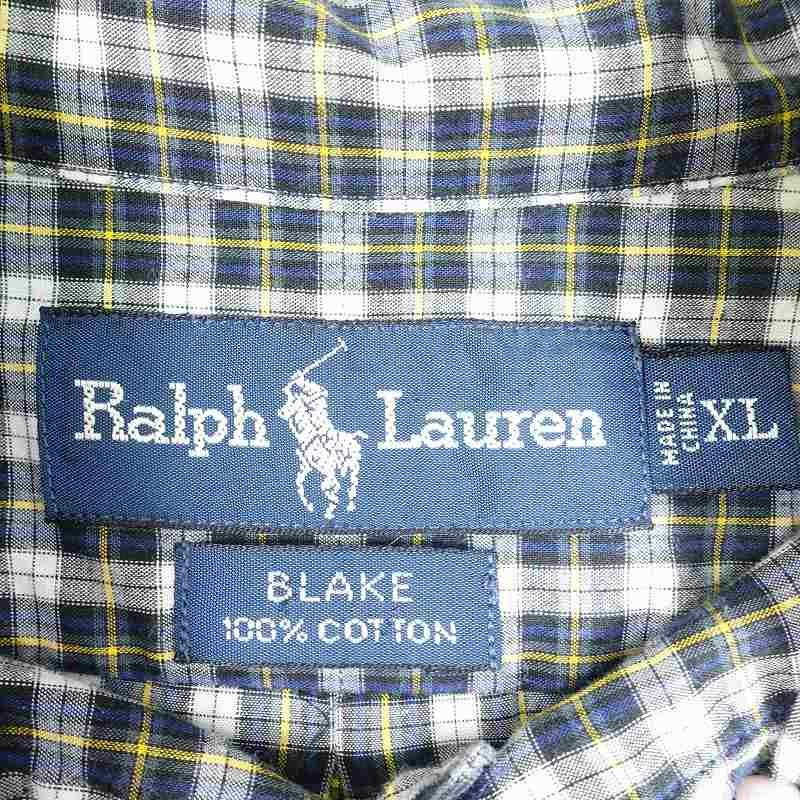 Ralph Lauren
MADE IN
CHINA
XL
BLAKE
100% COTTON